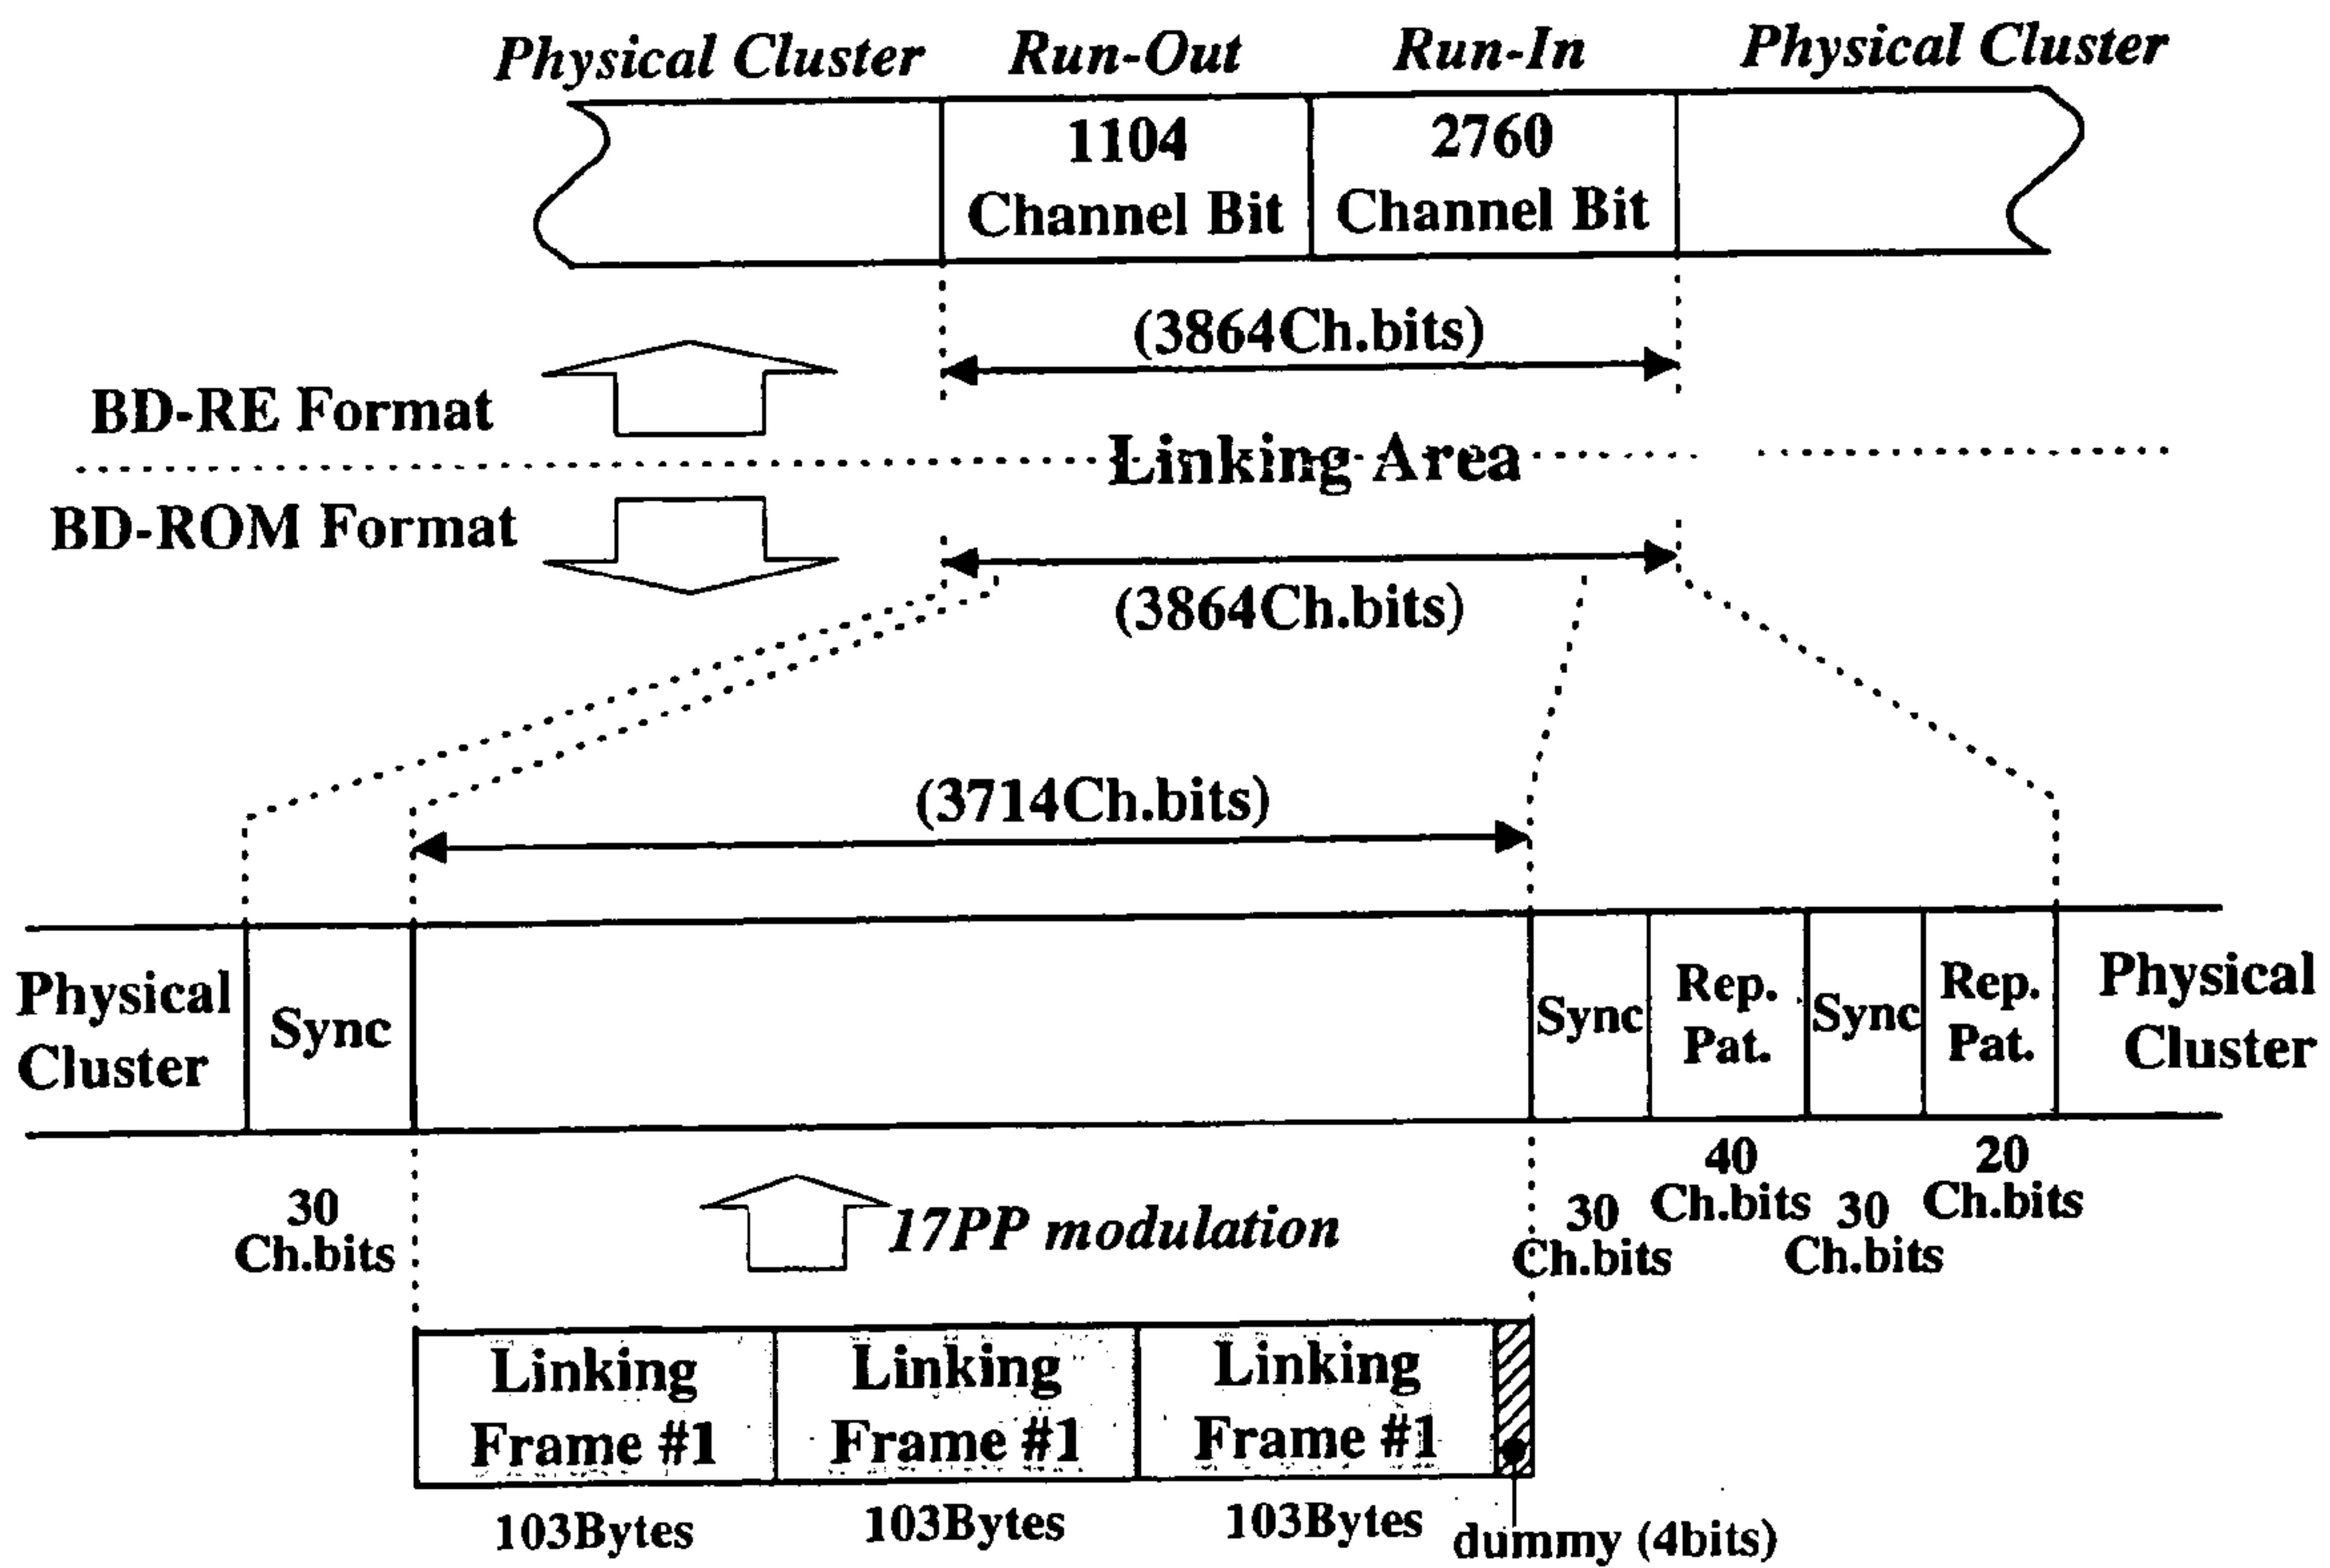 Physical Cluster Run-Out Run-In Physical Cluster
1104
Channel Bit
2760
Channel Bit
(3864Ch.bits)
BD-RE Format
Linking Area
BD-ROM Format
(3864Ch.bits)
(3714Ch.bits)
Physical
Cluster
Sync
Sync
Rep.
Pat.
Sync
Rep.
Pat.
Physical
Cluster
30
Ch.bits
17PP modulation
30
Ch.bits
40
Ch.bits
30
Ch.bits
20
Ch.bits
Linking
Frame #1
Linking
Frame #1
Linking
Frame #1
103Bytes
103Bytes
103Bytes
dummy (4bits)